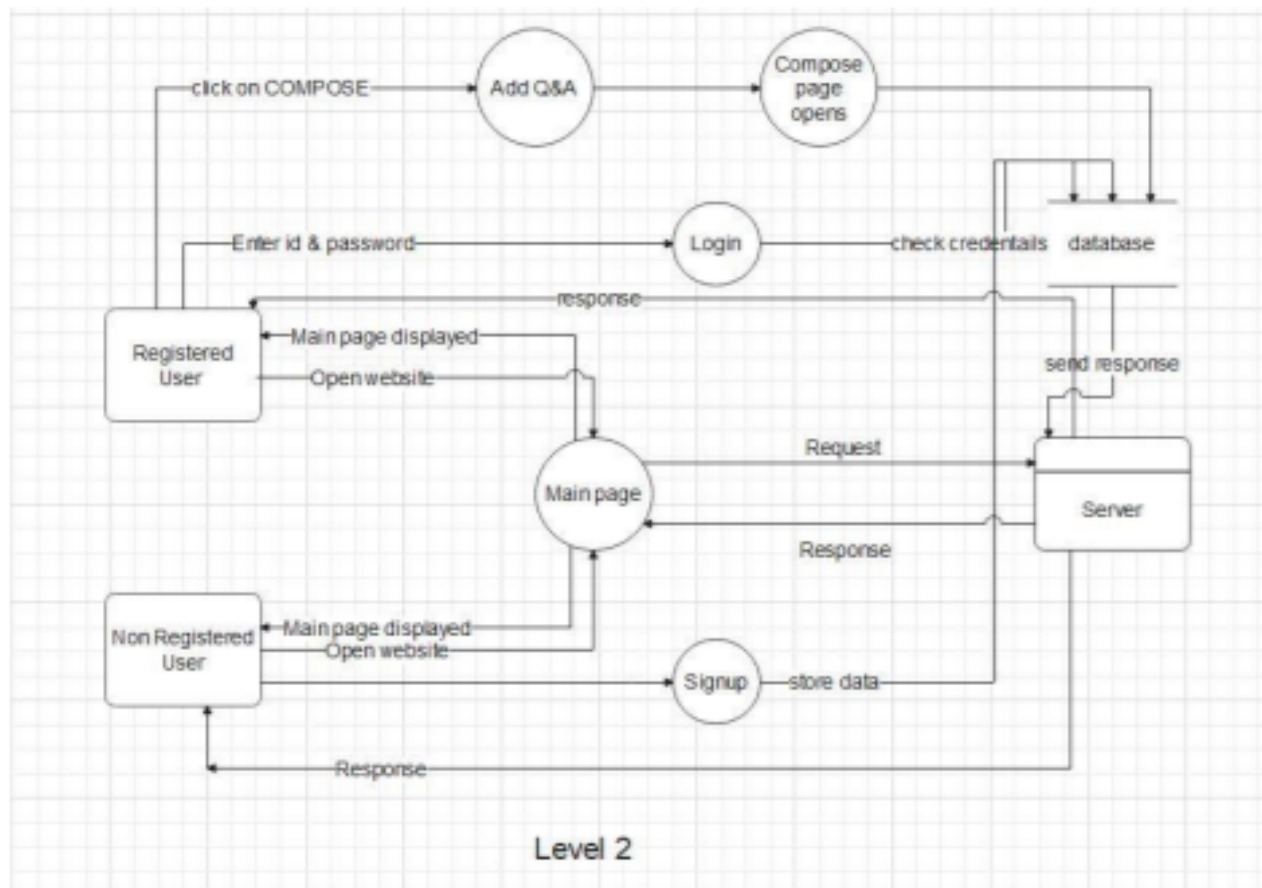 Compose
page
opens
click on COMPOSE
Add Q&A
Enter id & password
Login
check credentails
database
response
Main page displayed
Registered
User
Open website
send response
Request
Main page
Server
Response
Non Registered
User
Main page displayed
Open website
Signup
store data
Response
Level 2